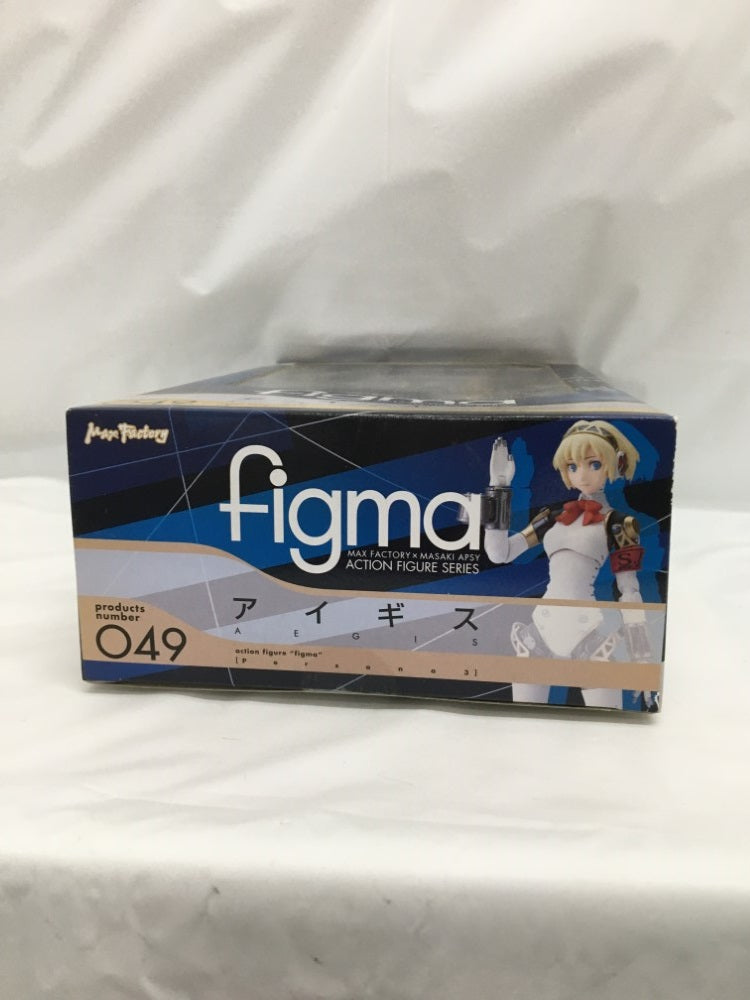 Max Factory
figma
MAX FACTORY × MASAKI APSY
ACTION FIGURE SERIES
products
number
049
アイギス
AEGIS
action figure "figma"
[Persona 3]
S.